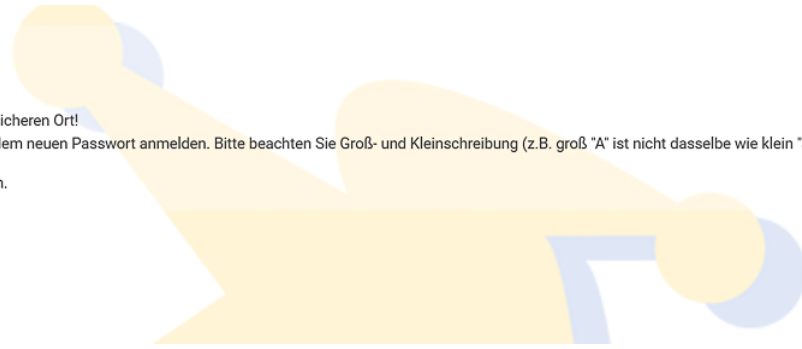 icheren Ort!
dem neuen Passwort anmelden. Bitte beachten Sie Groß- und Kleinschreibung (z.B. groß "A" ist nicht dasselbe wie klein "
n.